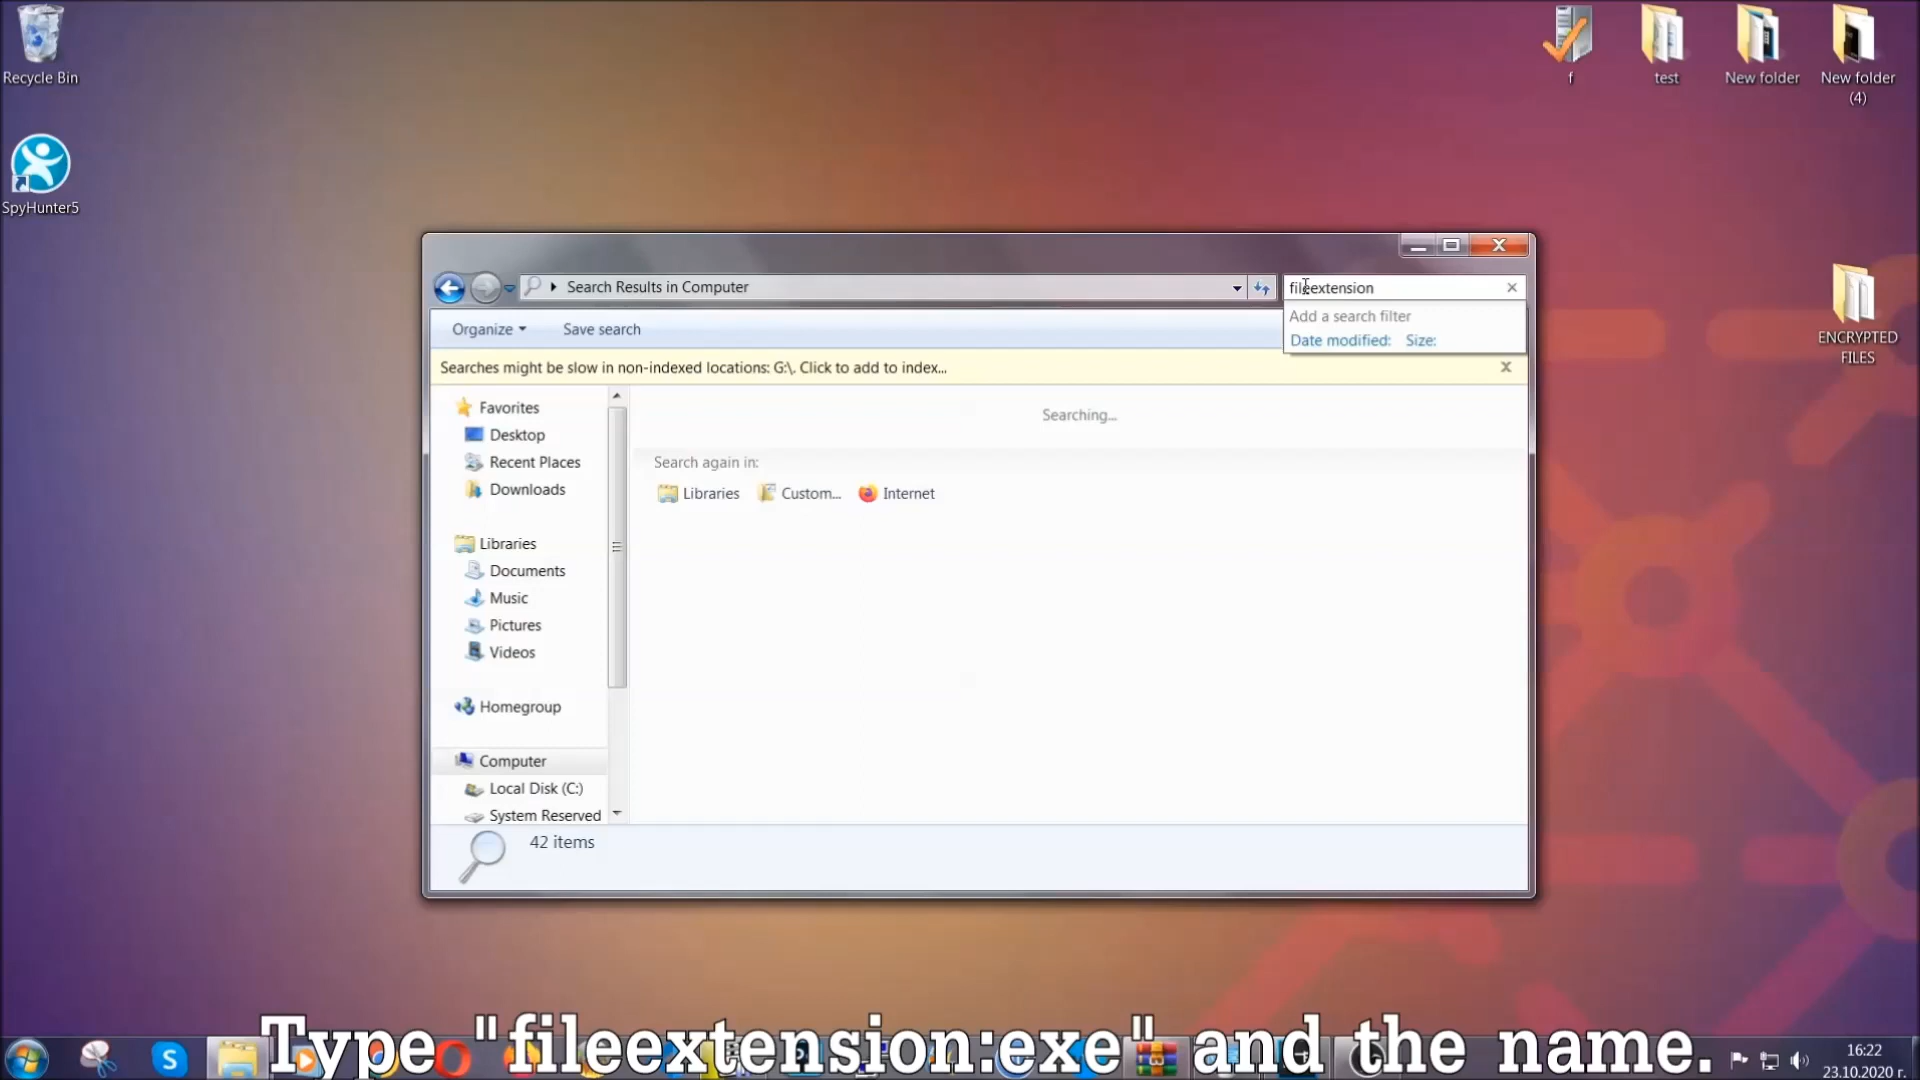 Recycle Bin
SpyHunter5
f
test
New folder
New folder
(4)
ENCRYPTED
FILES
Search Results in Computer
fileextension
Add a search filter
Date modified: Size:
Organize
Save search
Searches might be slow in non-indexed locations: G:\. Click to add to index...
Favorites
Desktop
Recent Places
Downloads
Libraries
Documents
Music
Pictures
Videos
Homegroup
Computer
Local Disk (C:)
System Reserved
Searching...
Search again in:
Libraries Custom... Internet
42 items
Type "fileextension:exe" and the name.
16:22
23.10.2020 г.